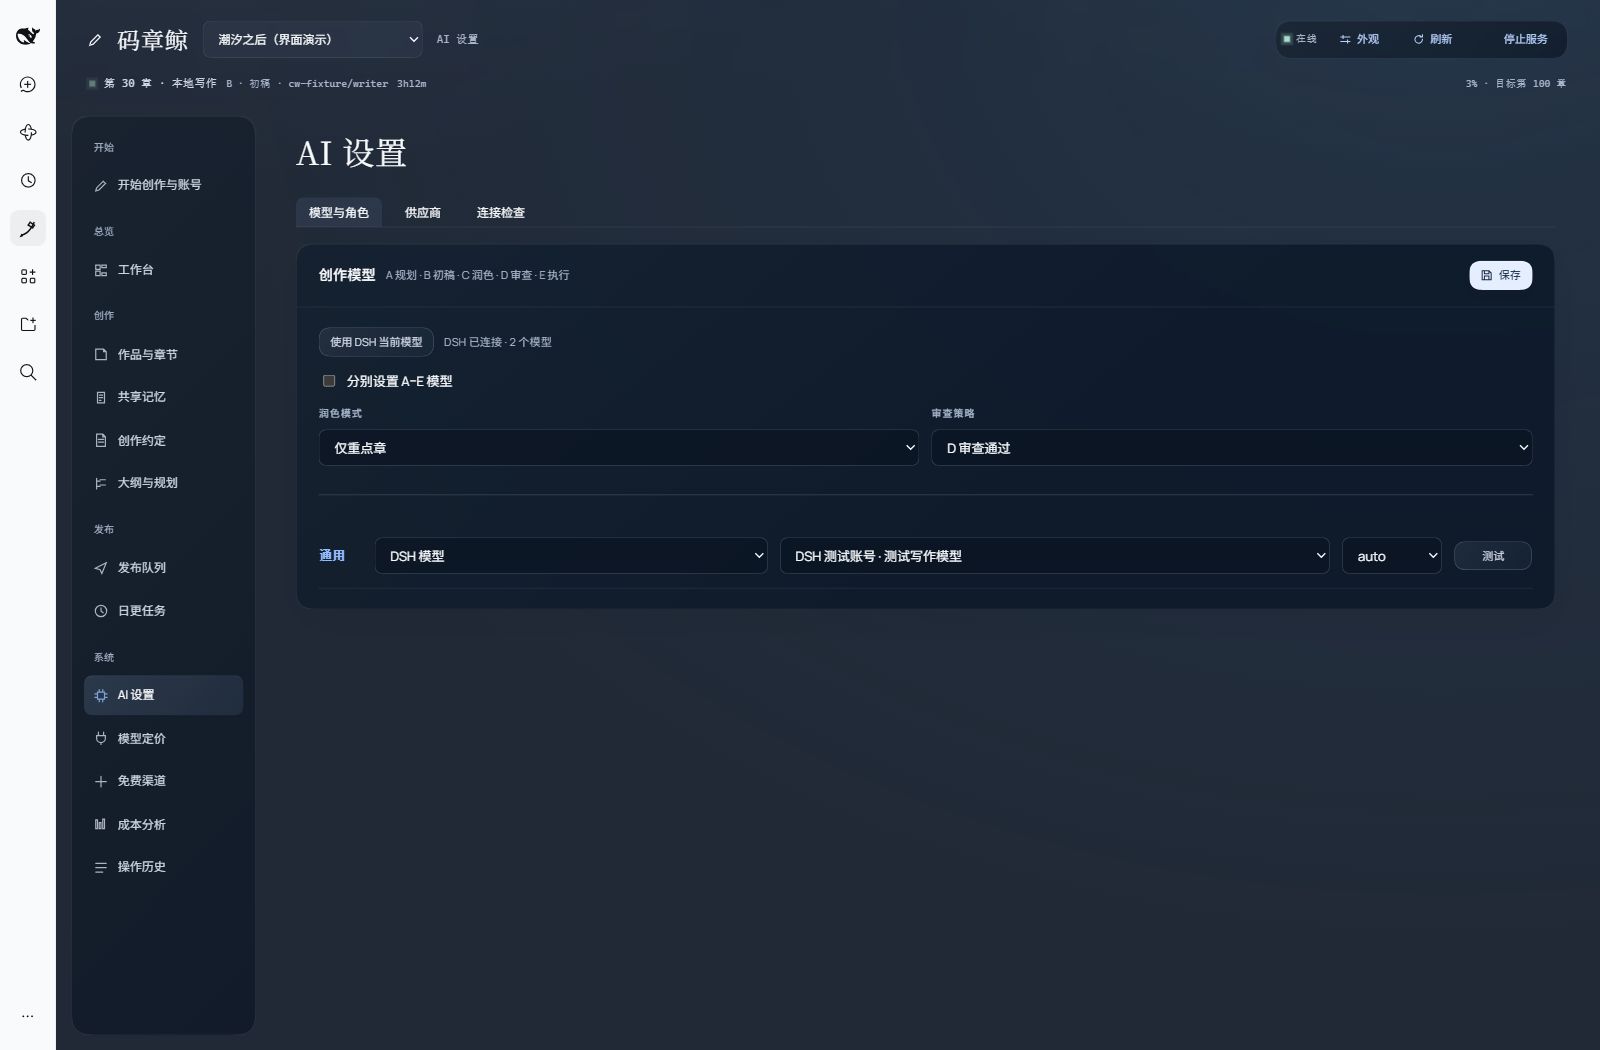 码章鲸
潮汐之后（界面演示）
AI 设置
在线
外观
刷新
停止服务
第 30 章 · 本地写作 B · 初稿 · cw-fixture/writer 3h12m
3% · 目标第 100 章
开始
开始创作与账号
总览
工作台
创作
作品与章节
共享记忆
创作约定
大纲与规划
发布
发布队列
日更任务
系统
AI 设置
模型定价
免费渠道
成本分析
操作历史
AI 设置
模型与角色
供应商
连接检查
创作模型 A 规划 · B 初稿 · C 润色 · D 审查 · E 执行
保存
使用 DSH 当前模型
DSH 已连接 · 2 个模型
分别设置 A–E 模型
润色模式
审查策略
仅重点章
D 审查通过
通用
DSH 模型
DSH 测试账号 · 测试写作模型
auto
测试